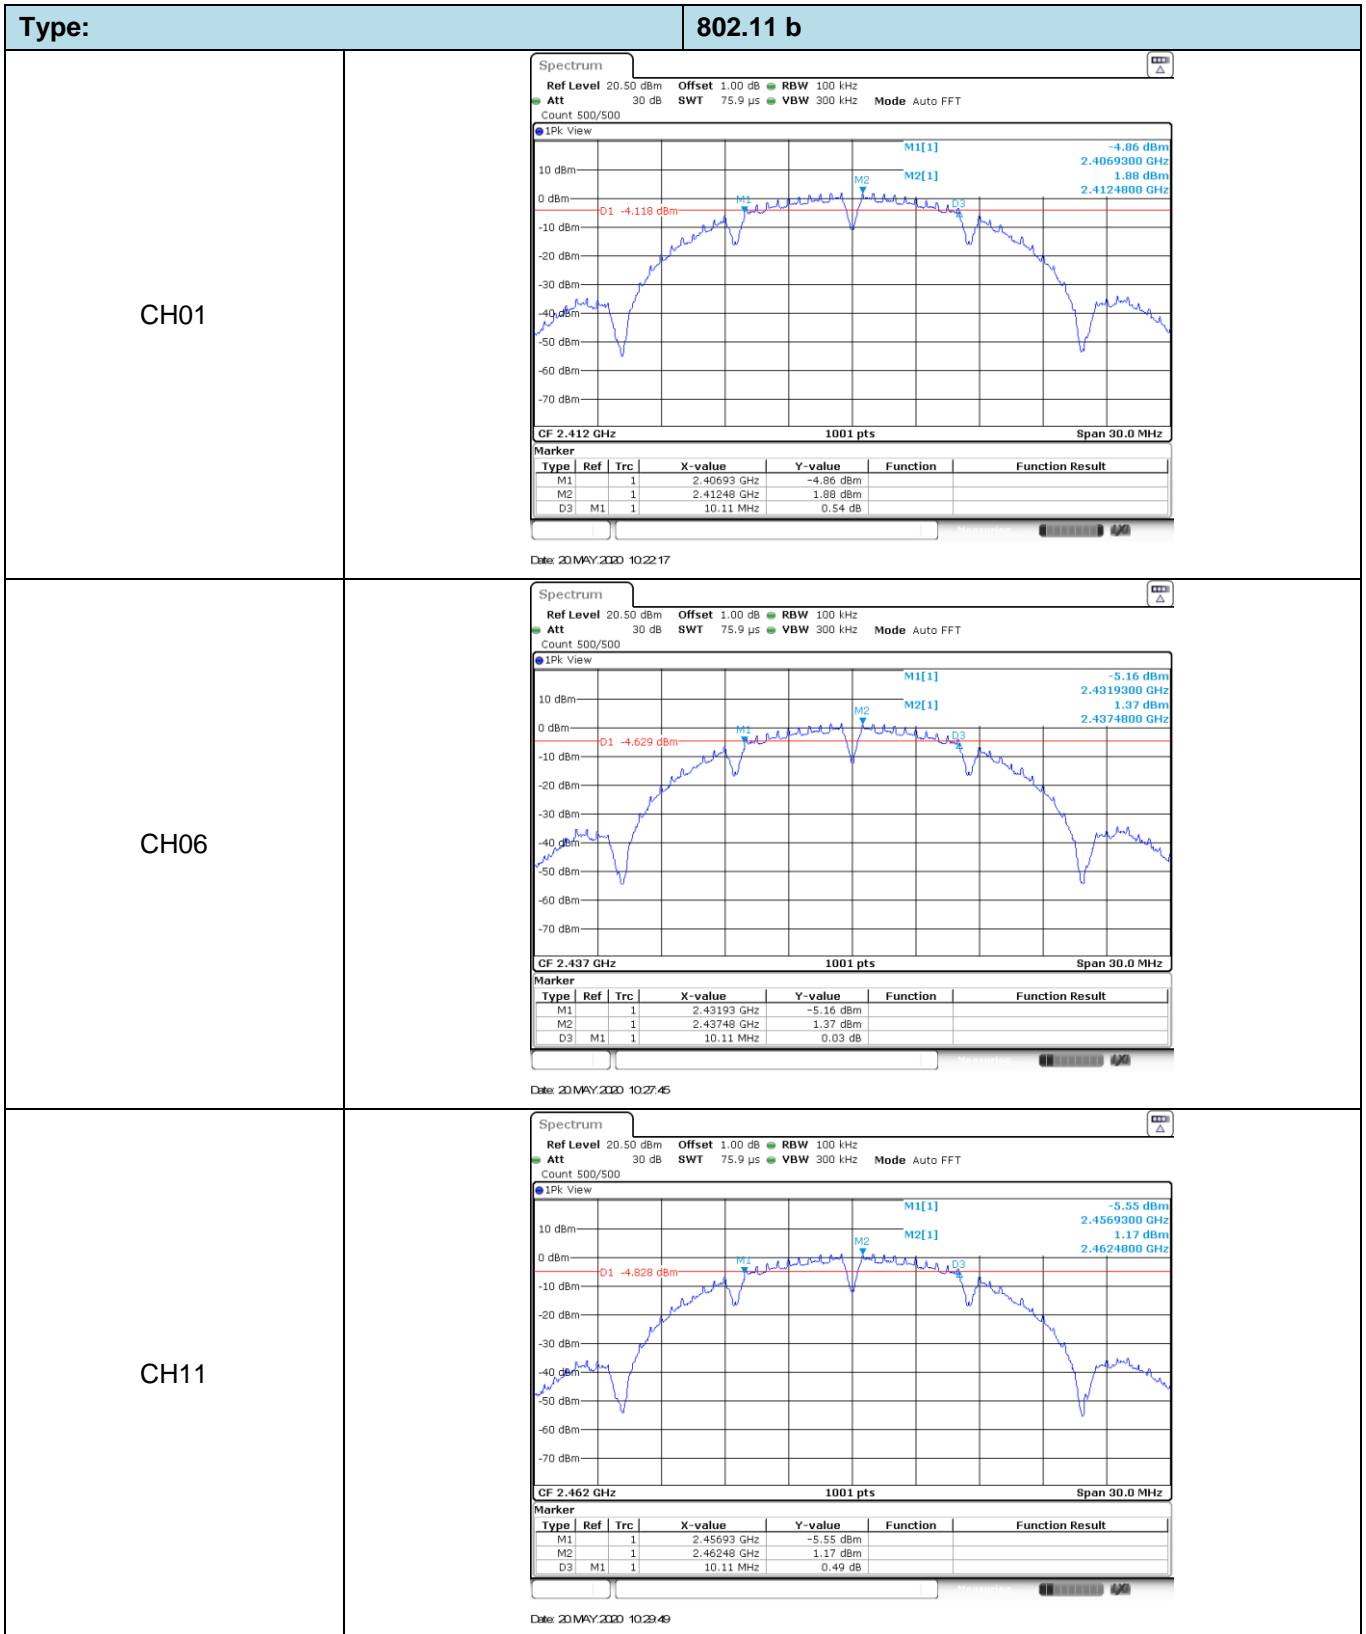 Type: 802.11 b
CH01
Spectrum
Ref Level 20.50 dBm Offset 1.00 dB RBW 100 kHz
Att 30 dB SWT 75.9 µs VBW 300 kHz Mode Auto FFT
Count 500/500
1Pk View
M1[1] -4.86 dBm
2.4069300 GHz
M2[1] 1.88 dBm
2.4124800 GHz
10 dBm
M2
0 dBm
M1
D3
D1 -4.118 dBm
-10 dBm
-20 dBm
-30 dBm
-40 dBm
-50 dBm
-60 dBm
-70 dBm
CF 2.412 GHz 1001 pts Span 30.0 MHz
Marker
Type Ref Trc X-value Y-value Function Function Result
M1 1 2.40693 GHz -4.86 dBm
M2 1 2.41248 GHz 1.88 dBm
D3 M1 1 10.11 MHz 0.54 dB
Measuring
Date: 20.MAY.2020 10:22:17
CH06
Spectrum
Ref Level 20.50 dBm Offset 1.00 dB RBW 100 kHz
Att 30 dB SWT 75.9 µs VBW 300 kHz Mode Auto FFT
Count 500/500
1Pk View
M1[1] -5.16 dBm
2.4319300 GHz
M2[1] 1.37 dBm
2.4374800 GHz
10 dBm
M2
0 dBm
M1
D3
D1 -4.629 dBm
-10 dBm
-20 dBm
-30 dBm
-40 dBm
-50 dBm
-60 dBm
-70 dBm
CF 2.437 GHz 1001 pts Span 30.0 MHz
Marker
Type Ref Trc X-value Y-value Function Function Result
M1 1 2.43193 GHz -5.16 dBm
M2 1 2.43748 GHz 1.37 dBm
D3 M1 1 10.11 MHz 0.03 dB
Measuring
Date: 20.MAY.2020 10:27:45
CH11
Spectrum
Ref Level 20.50 dBm Offset 1.00 dB RBW 100 kHz
Att 30 dB SWT 75.9 µs VBW 300 kHz Mode Auto FFT
Count 500/500
1Pk View
M1[1] -5.55 dBm
2.4569300 GHz
M2[1] 1.17 dBm
2.4624800 GHz
10 dBm
M2
0 dBm
M1
D3
D1 -4.828 dBm
-10 dBm
-20 dBm
-30 dBm
-40 dBm
-50 dBm
-60 dBm
-70 dBm
CF 2.462 GHz 1001 pts Span 30.0 MHz
Marker
Type Ref Trc X-value Y-value Function Function Result
M1 1 2.45693 GHz -5.55 dBm
M2 1 2.46248 GHz 1.17 dBm
D3 M1 1 10.11 MHz 0.49 dB
Measuring
Date: 20.MAY.2020 10:29:49